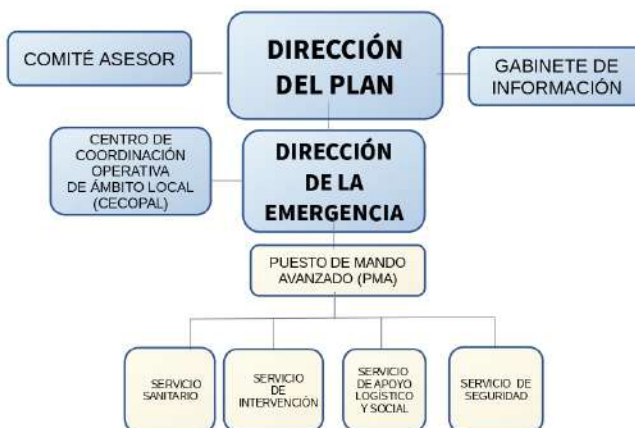 COMITÉ ASESOR
DIRECCIÓN
DEL PLAN
GABINETE DE
INFORMACIÓN
CENTRO DE
COORDINACIÓN
OPERATIVA
DE ÁMBITO LOCAL
(CECOPAL)
DIRECCIÓN
DE LA
EMERGENCIA
PUESTO DE MANDO
AVANZADO (PMA)
SERVICIO
SANITARIO
SERVICIO
DE
INTERVENCIÓN
SERVICIO
DE APOYO
LOGÍSTICO
Y SOCIAL
SERVICIO DE
SEGURIDAD